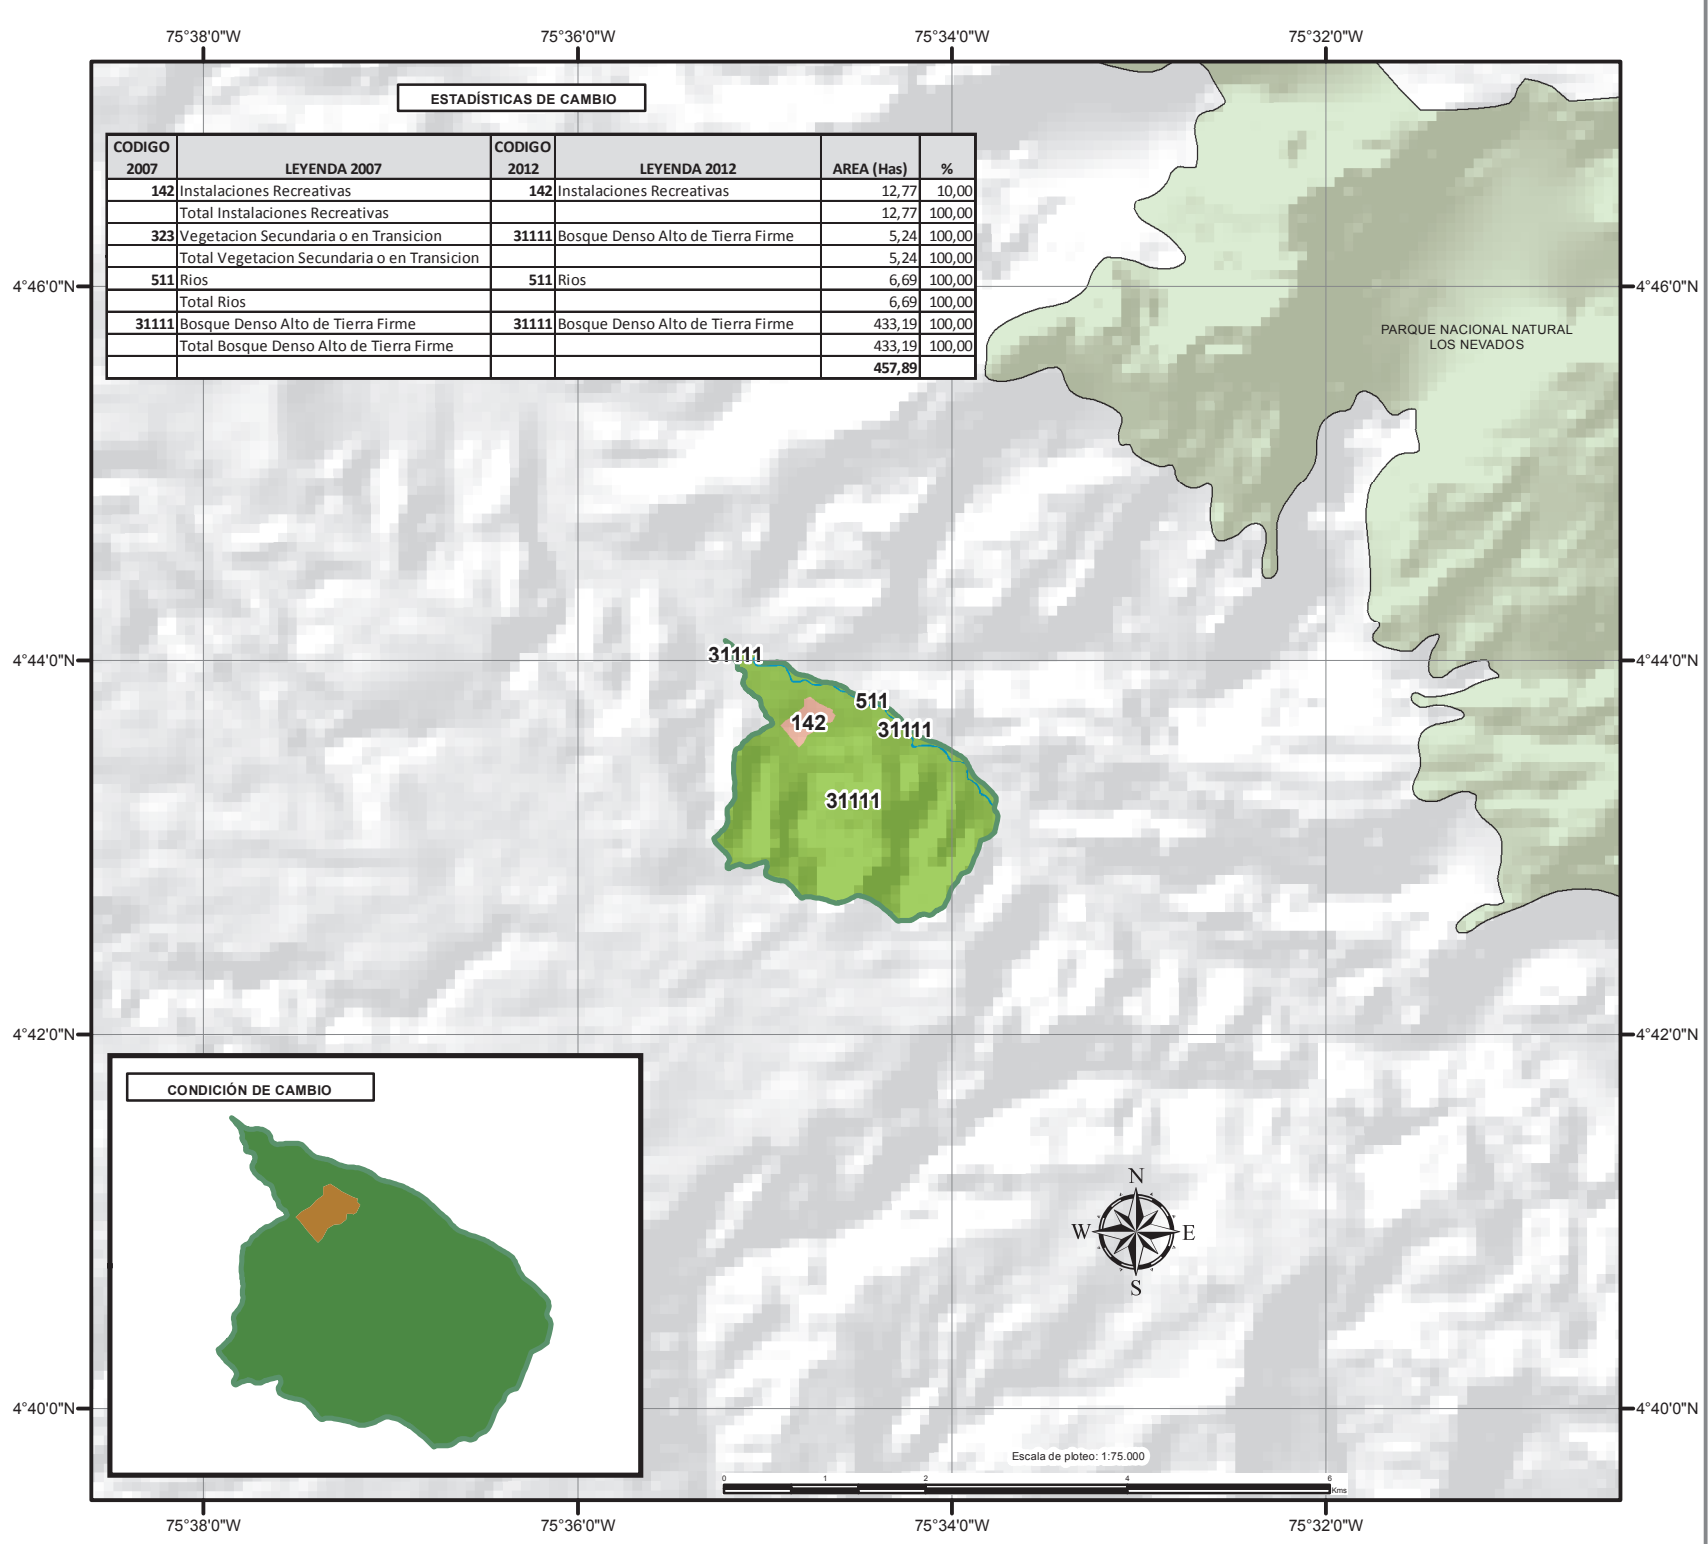 75°38'0"W 75°36'0"W 75°34'0"W 75°32'0"W
ESTADÍSTICAS DE CAMBIO
CODIGO 2007 LEYENDA 2007 CODIGO 2012 LEYENDA 2012 AREA (Has) %
142 Instalaciones Recreativas 142 Instalaciones Recreativas 12,77 10,00
Total Instalaciones Recreativas 12,77 100,00
323 Vegetacion Secundaria o en Transicion 31111 Bosque Denso Alto de Tierra Firme 5,24 100,00
Total Vegetacion Secundaria o en Transicion 5,24 100,00
511 Rios 511 Rios 6,69 100,00
Total Rios 6,69 100,00
31111 Bosque Denso Alto de Tierra Firme 31111 Bosque Denso Alto de Tierra Firme 433,19 100,00
Total Bosque Denso Alto de Tierra Firme 433,19 100,00
457,89
4°46'0"N 4°46'0"N
PARQUE NACIONAL NATURAL
LOS NEVADOS
31111
4°44'0"N 4°44'0"N
511
142
31111
31111
4°42'0"N 4°42'0"N
CONDICIÓN DE CAMBIO
N
W E
S
4°40'0"N 4°40'0"N
Escala de ploteo: 1:75.000
0 1 2 4 6
Kms
75°38'0"W 75°36'0"W 75°34'0"W 75°32'0"W